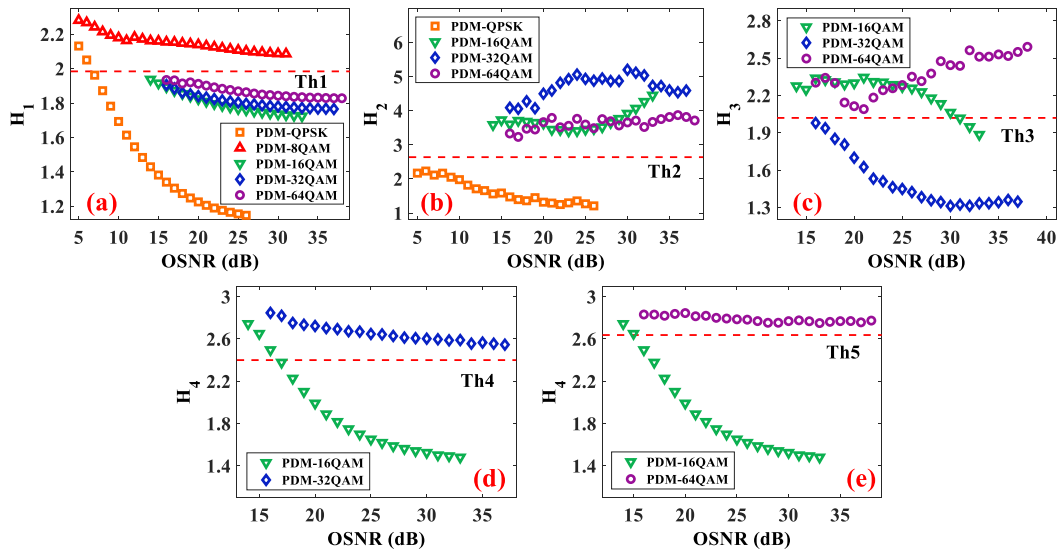 2.2
2
1.8
1.6
1.4
1.2
H1
Th1
PDM-QPSK
PDM-8QAM
PDM-16QAM
PDM-32QAM
PDM-64QAM
(a)
5 10 15 20 25 30 35
OSNR (dB)
6
5
4
3
2
1
H2
PDM-QPSK
PDM-16QAM
PDM-32QAM
PDM-64QAM
Th2
(b)
5 10 15 20 25 30 35
OSNR (dB)
2.9
2.6
2.3
2
1.9
1.6
1.3
H3
PDM-16QAM
PDM-32QAM
PDM-64QAM
Th3
(c)
15 20 25 30 35 40
OSNR (dB)
3
2.6
2.2
1.8
1.4
H4
Th4
PDM-16QAM
PDM-32QAM
(d)
15 20 25 30 35
OSNR (dB)
3
2.6
2.2
1.8
1.4
H4
Th5
PDM-16QAM
PDM-64QAM
(e)
15 20 25 30 35
OSNR (dB)